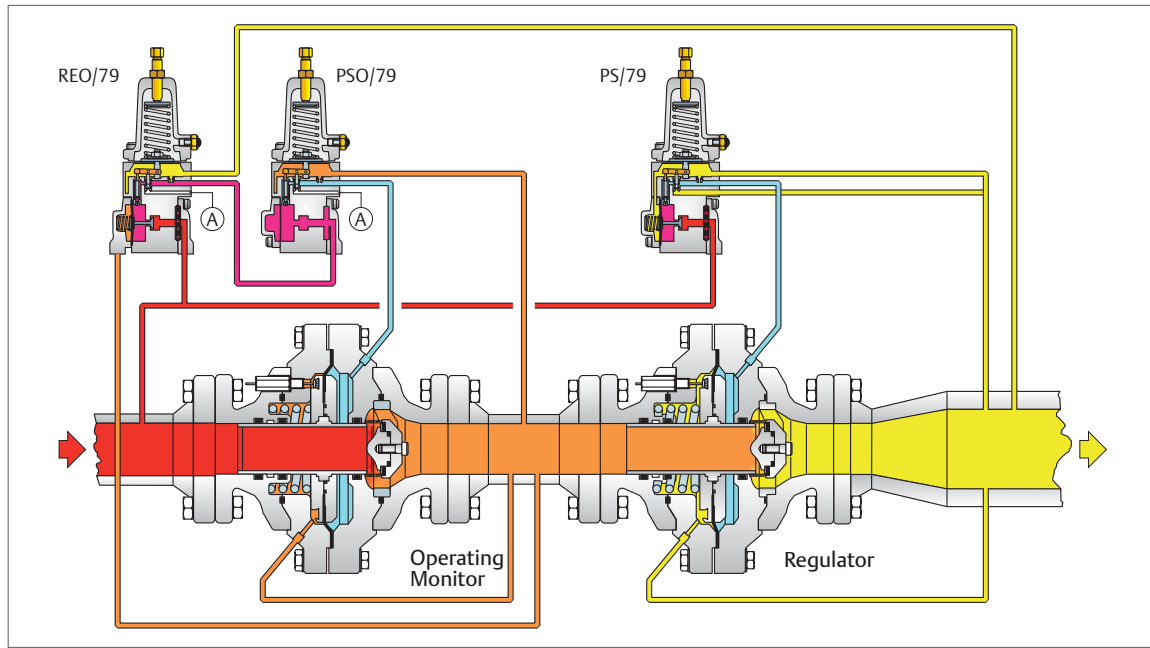 REO/79
PSO/79
PS/79
A
A
Operating
Monitor
Regulator